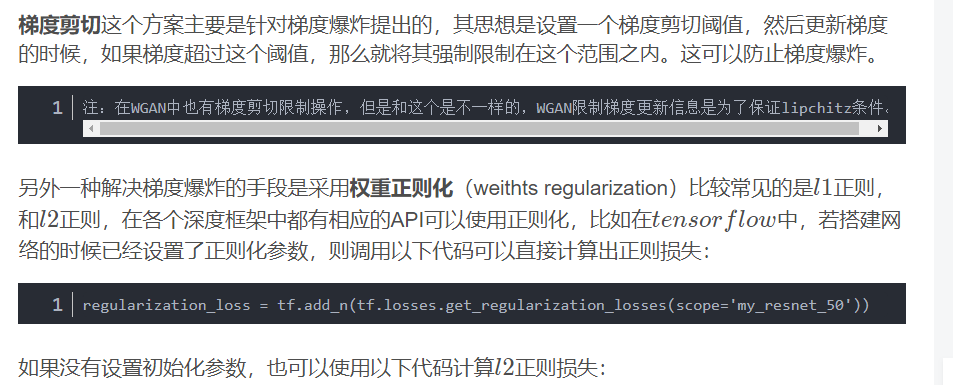 梯度剪切这个方案主要是针对梯度爆炸提出的，其思想是设置一个梯度剪切阈值，然后更新梯度
的时候，如果梯度超过这个阈值，那么就将其强制限制在这个范围之内。这可以防止梯度爆炸。
1 注：在WGAN中也有梯度剪切限制操作，但是和这个是不一样的，WGAN限制梯度更新信息是为了保证lipchitz条件。
另外一种解决梯度爆炸的手段是采用权重正则化（weithts regularization）比较常见的是l1正则，
和l2正则，在各个深度框架中都有相应的API可以使用正则化，比如在tensorflow中，若搭建网
络的时候已经设置了正则化参数，则调用以下代码可以直接计算出正则损失：
1 regularization_loss = tf.add_n(tf.losses.get_regularization_losses(scope='my_resnet_50'))
如果没有设置初始化参数，也可以使用以下代码计算l2正则损失：